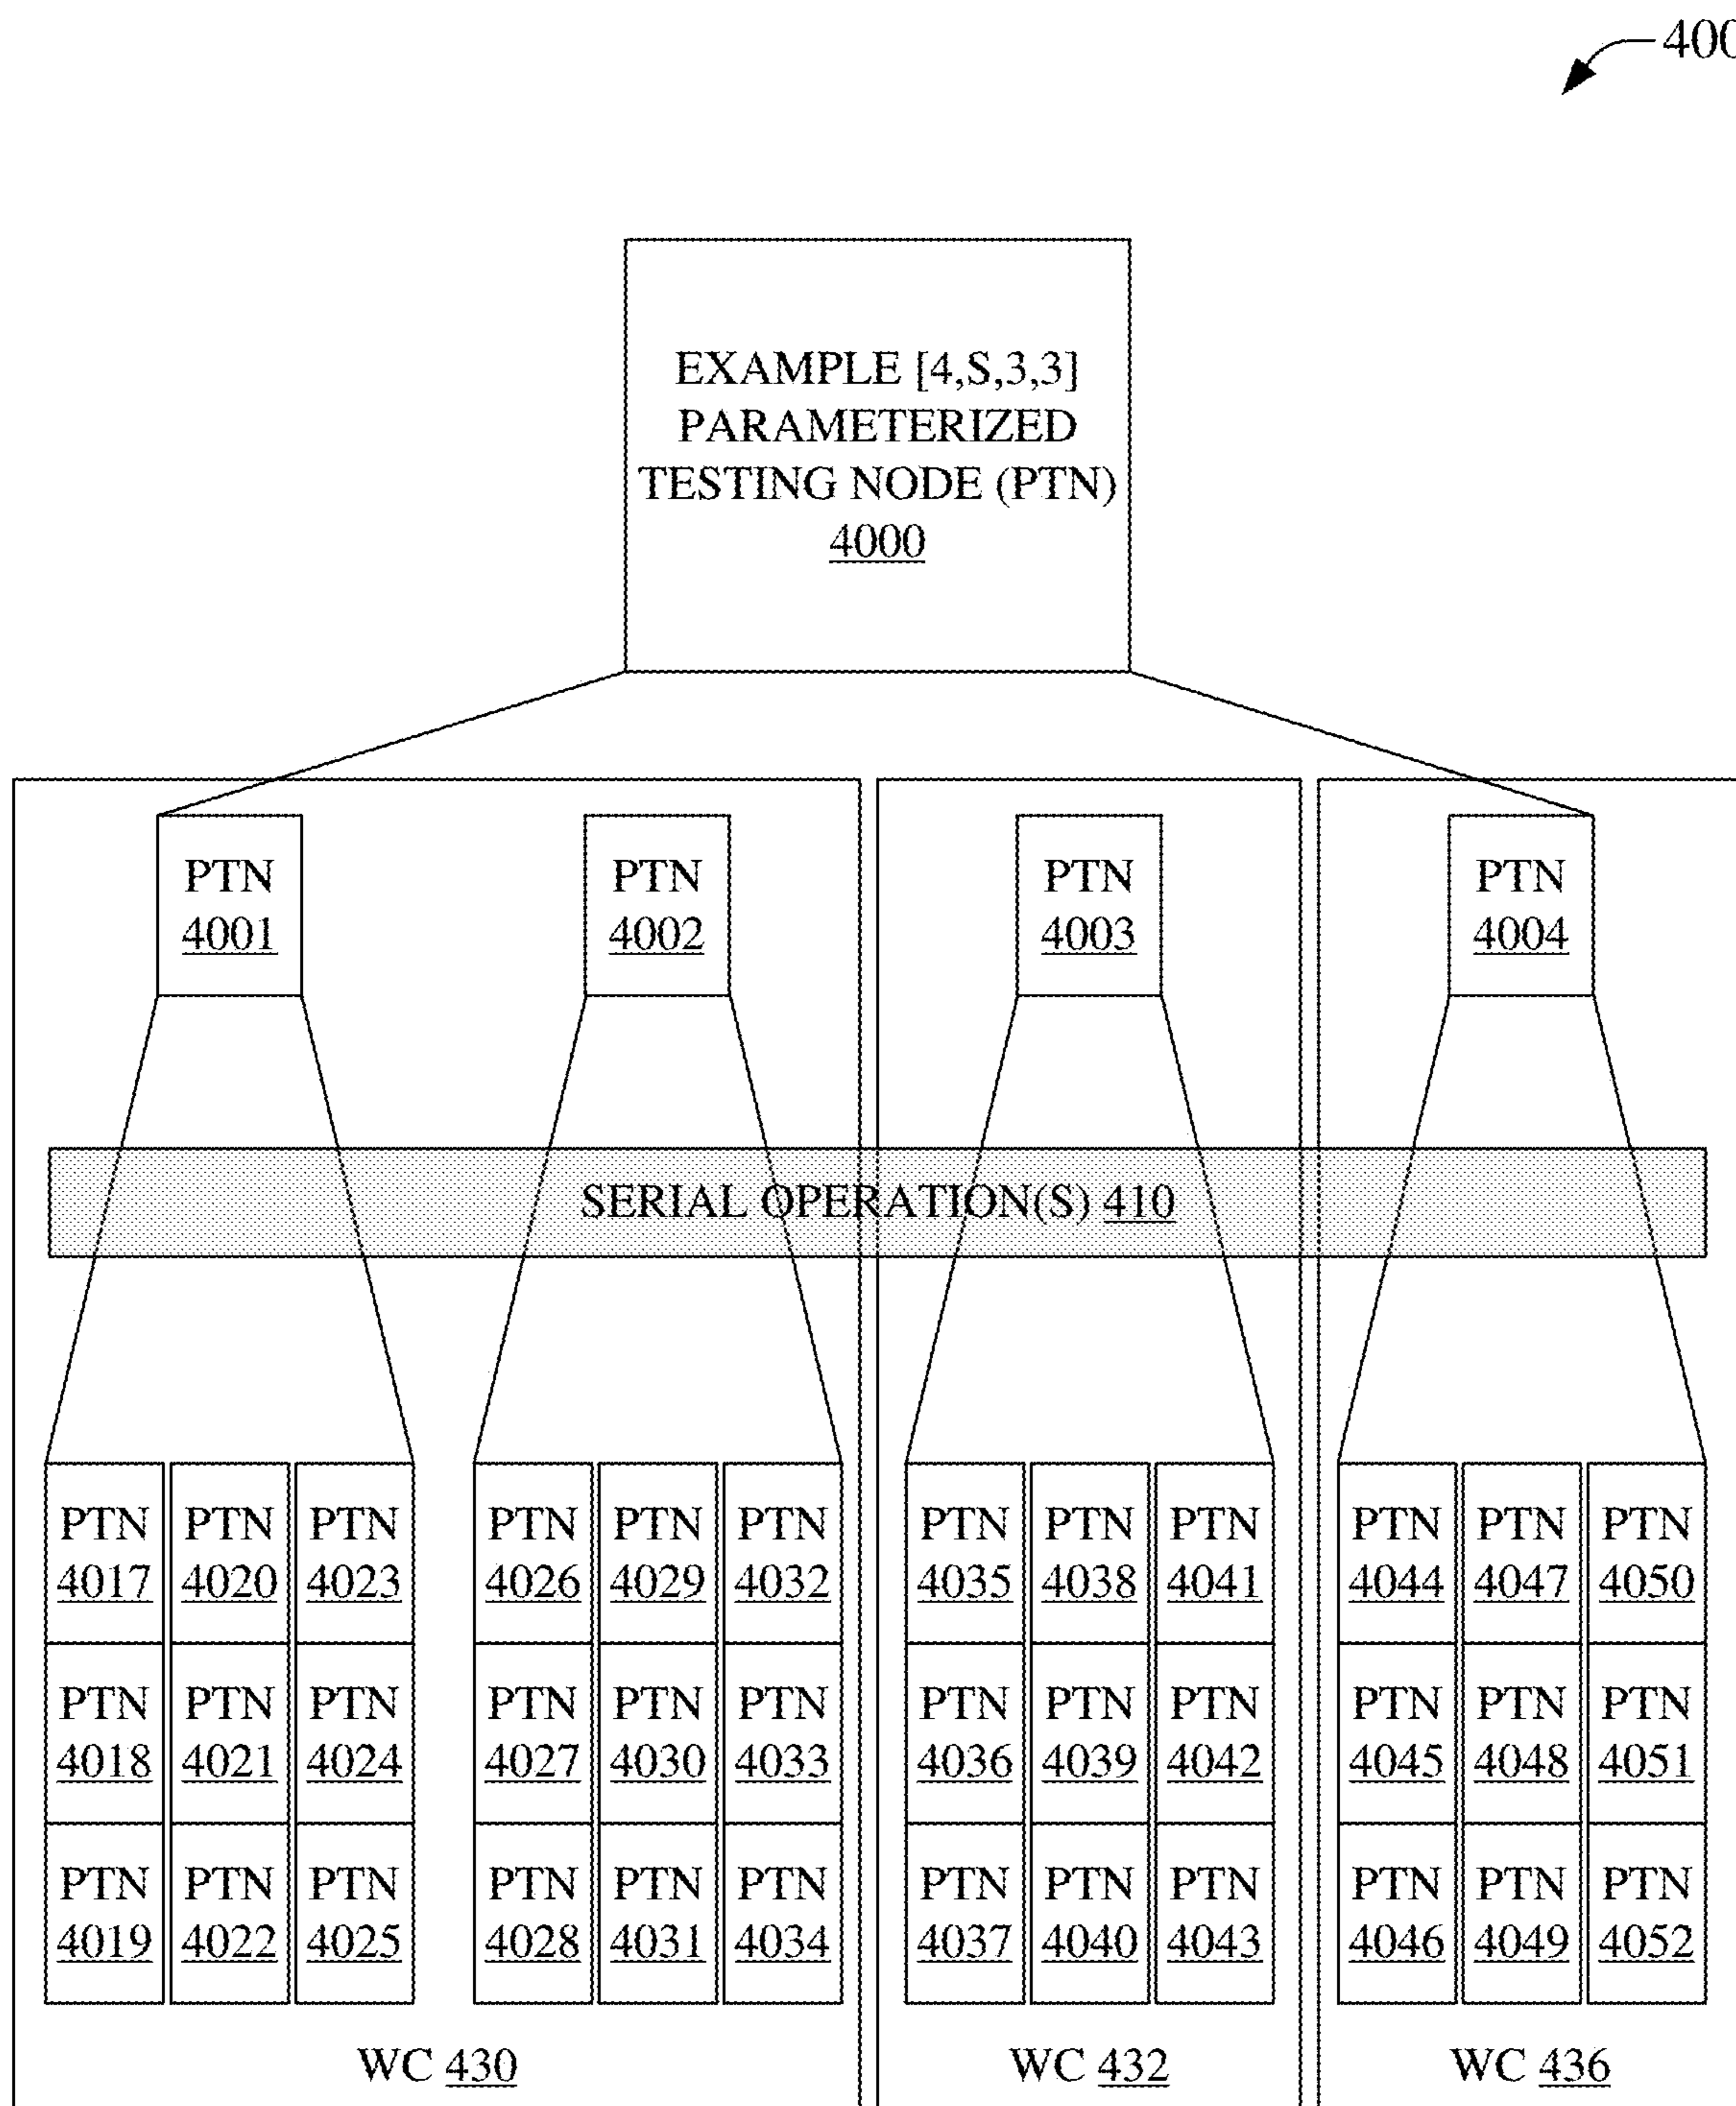 400
EXAMPLE [4,S,3,3]
PARAMETERIZED
TESTING NODE (PTN)
4000
PTN PTN PTN PTN
4001 4002 4003 4004
SERIAL OPERATION(S) 410
PTN PTN PTN PTN PTN PTN PTN PTN PTN PTN PTN PTN
4017 4020 4023 4026 4029 4032 4035 4038 4041 4044 4047 4050
PTN PTN PTN PTN PTN PTN PTN PTN PTN PTN PTN PTN
4018 4021 4024 4027 4030 4033 4036 4039 4042 4045 4048 4051
PTN PTN PTN PTN PTN PTN PTN PTN PTN PTN PTN PTN
4019 4022 4025 4028 4031 4034 4037 4040 4043 4046 4049 4052
WC 430 WC 432 WC 436